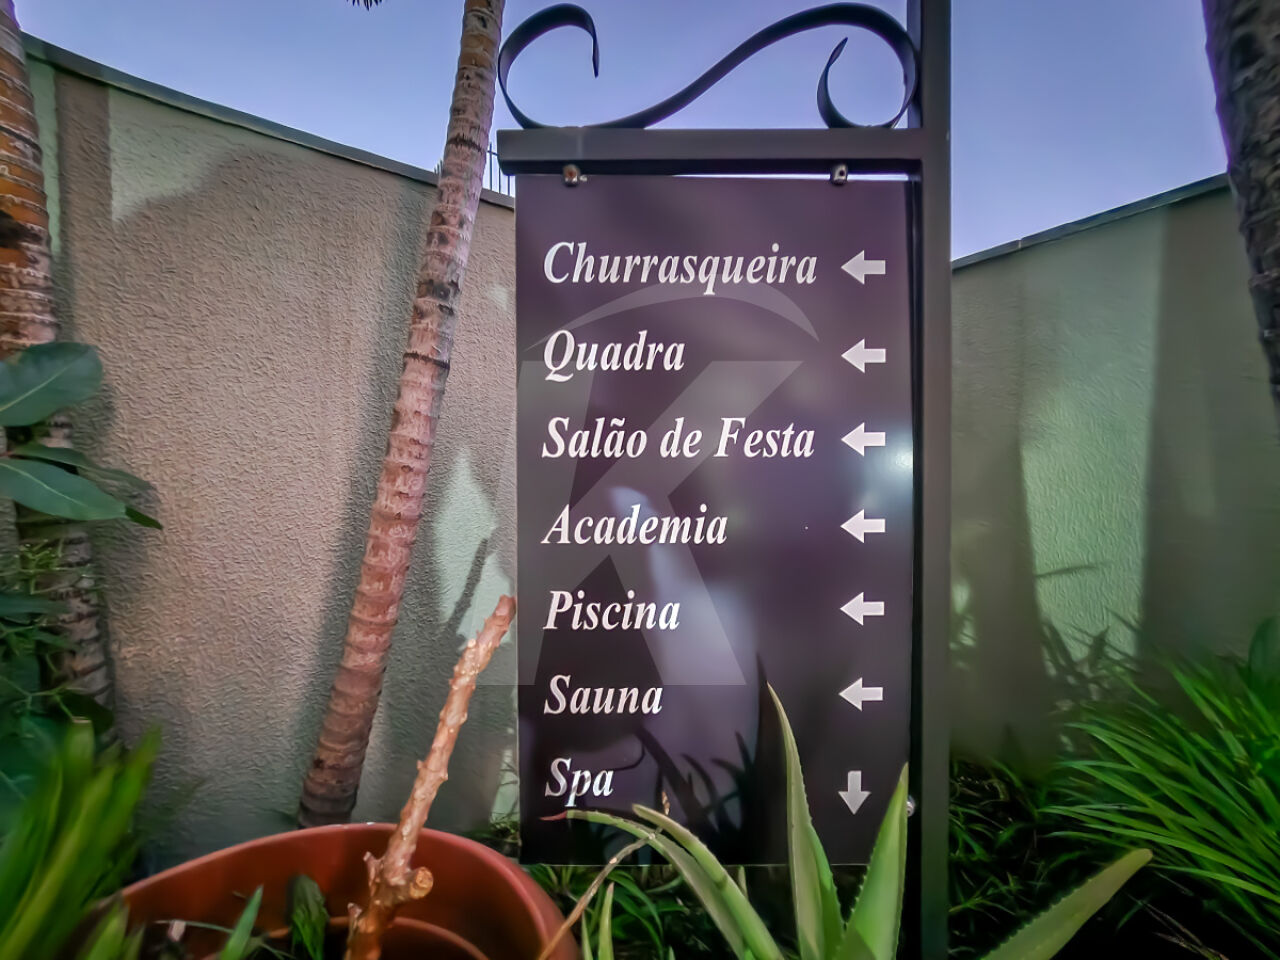 Churrasqueira
Quadra
Salão de Festa
Academia
Piscina
Sauna
Spa
K